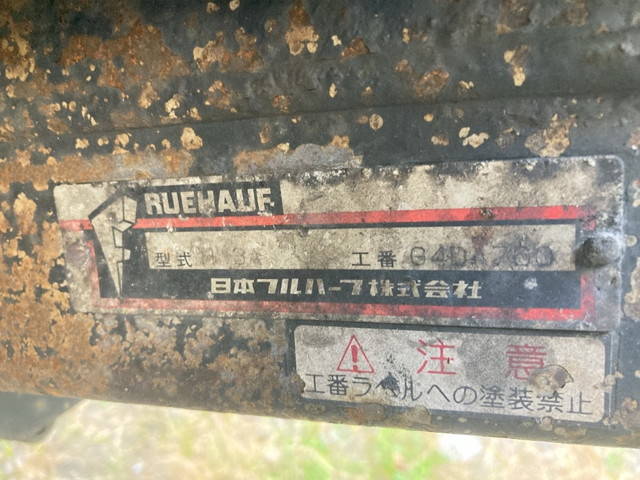 RUEHAUF
型式
工番
日本フルハーフ株式会社
注意
工番ラベルへの塗装禁止